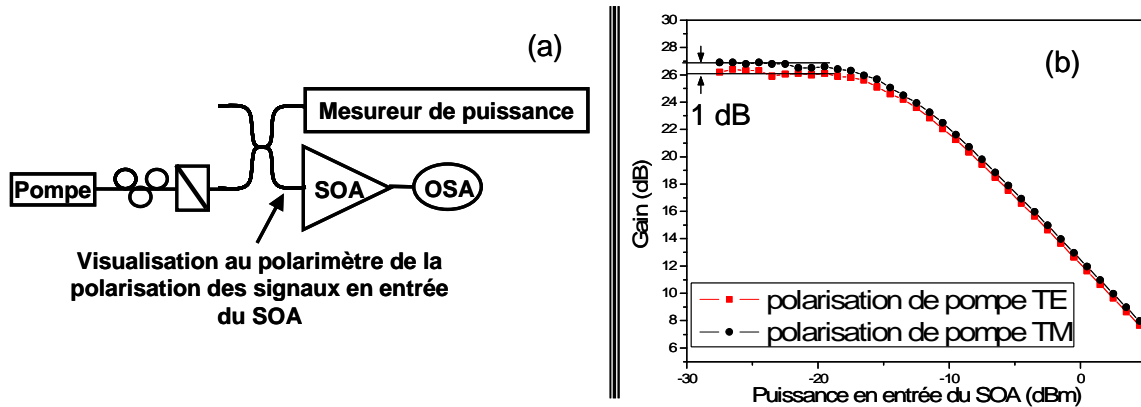 (a)
Mesureur de puissance
Pompe
SOA
OSA
Visualisation au polarimètre de la
polarisation des signaux en entrée
du SOA
(b)
30
28
26
24
22
20
18
16
14
12
10
8
6
1 dB
Gain (dB)
polarisation de pompe TE
polarisation de pompe TM
-30
-20
-10
0
Puissance en entrée du SOA (dBm)